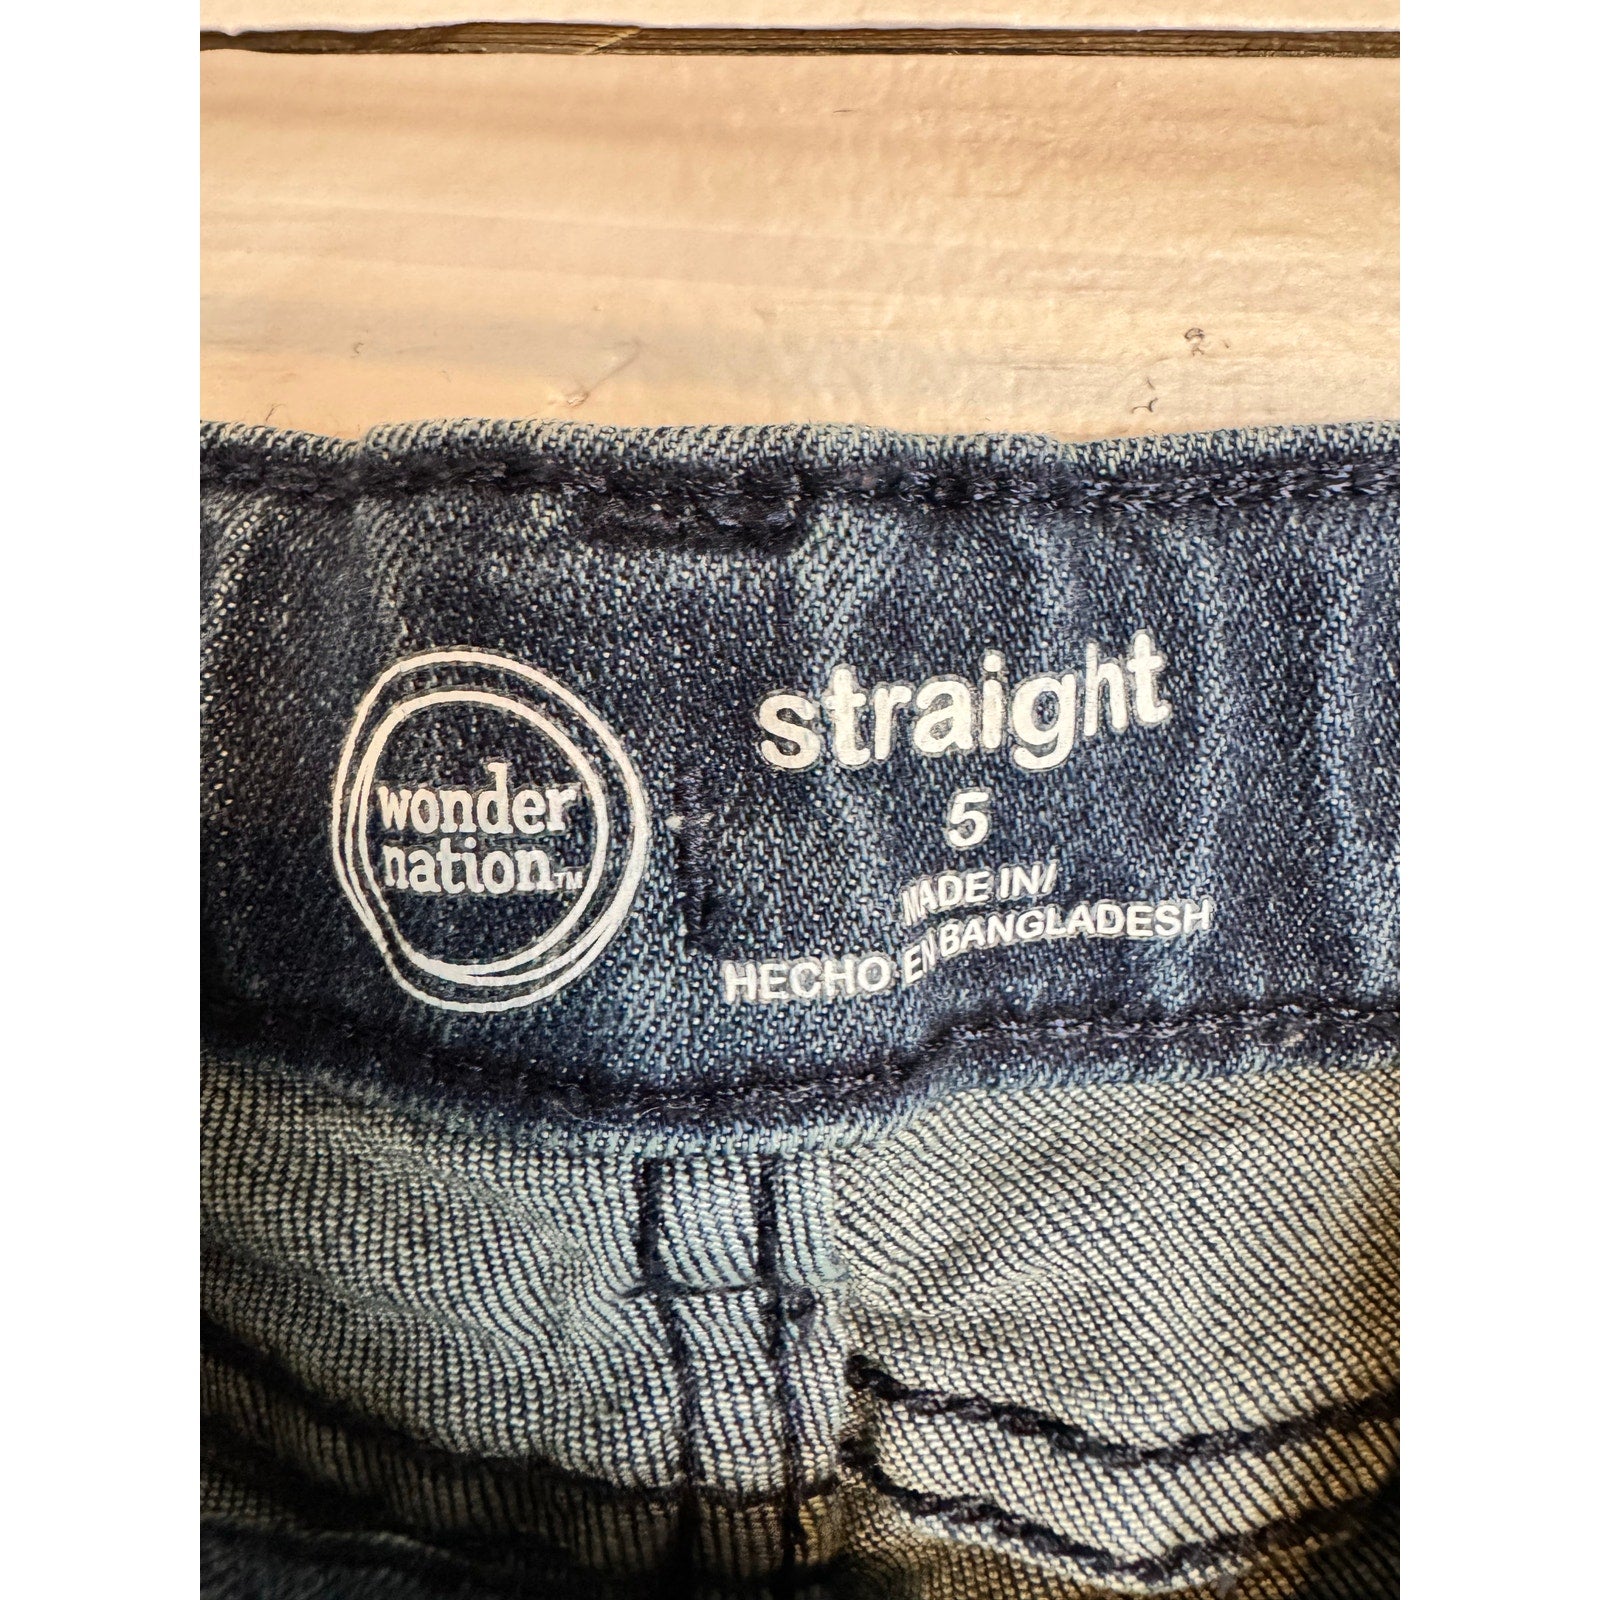 wonder
nation™
straight
5
MADE IN/
HECHO EN BANGLADESH